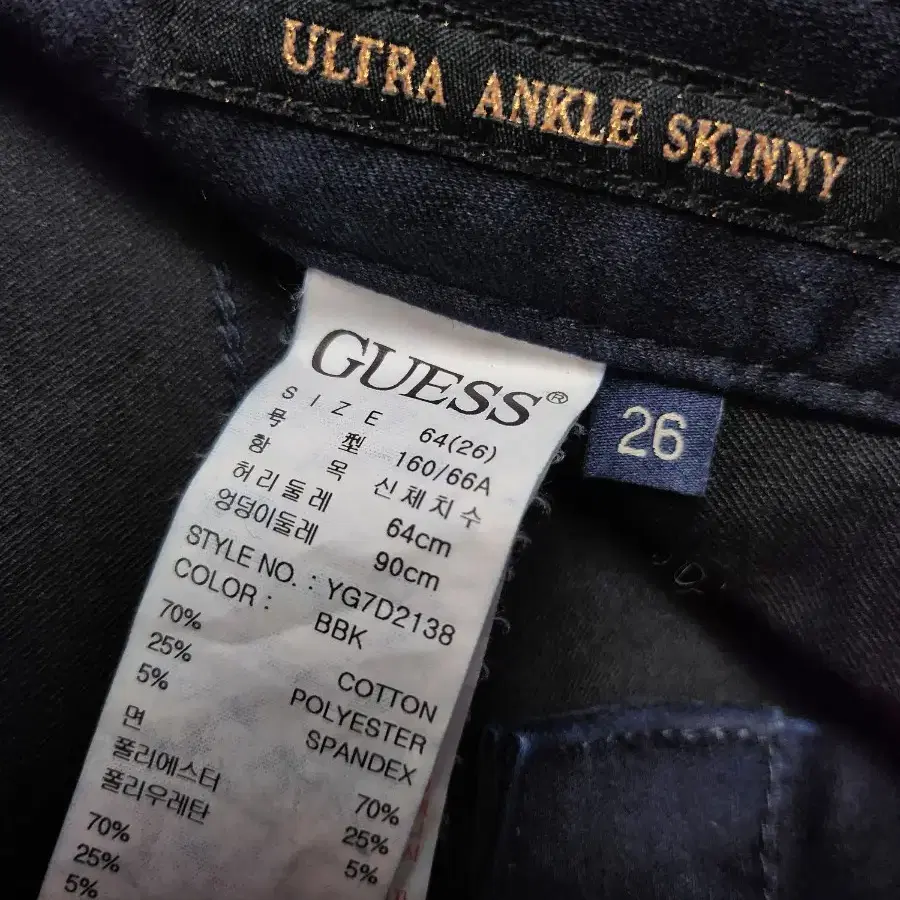 ULTRA ANKLE SKINNY
GUESS®
26
SIZE 64(26)
호 형 160/66A
항 목 신체치수
허리둘레 64cm
엉덩이둘레 90cm
STYLE NO. : YG7D2138
COLOR : BBK
70% COTTON
25% POLYESTER
5% SPANDEX
면 70%
폴리에스터 25%
폴리우레탄 5%
70%
25%
5%